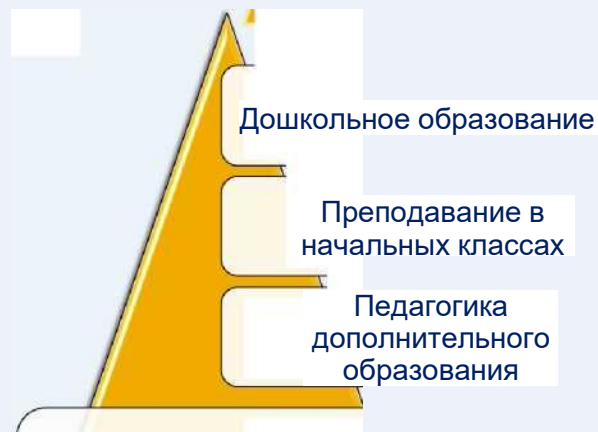 Дошкольное образование
Преподавание в
начальных классах
Педагогика
дополнительного
образования